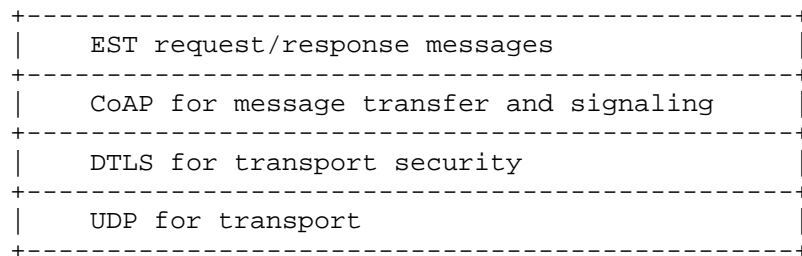 EST request/response messages
CoAP for message transfer and signaling
DTLS for transport security
UDP for transport